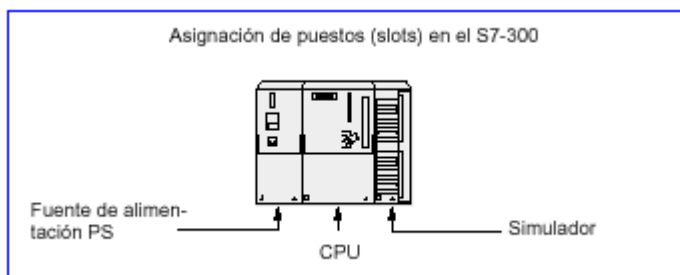 Asignación de puestos (slots) en el S7-300
Fuente de alimen-
tación PS
CPU
Simulador